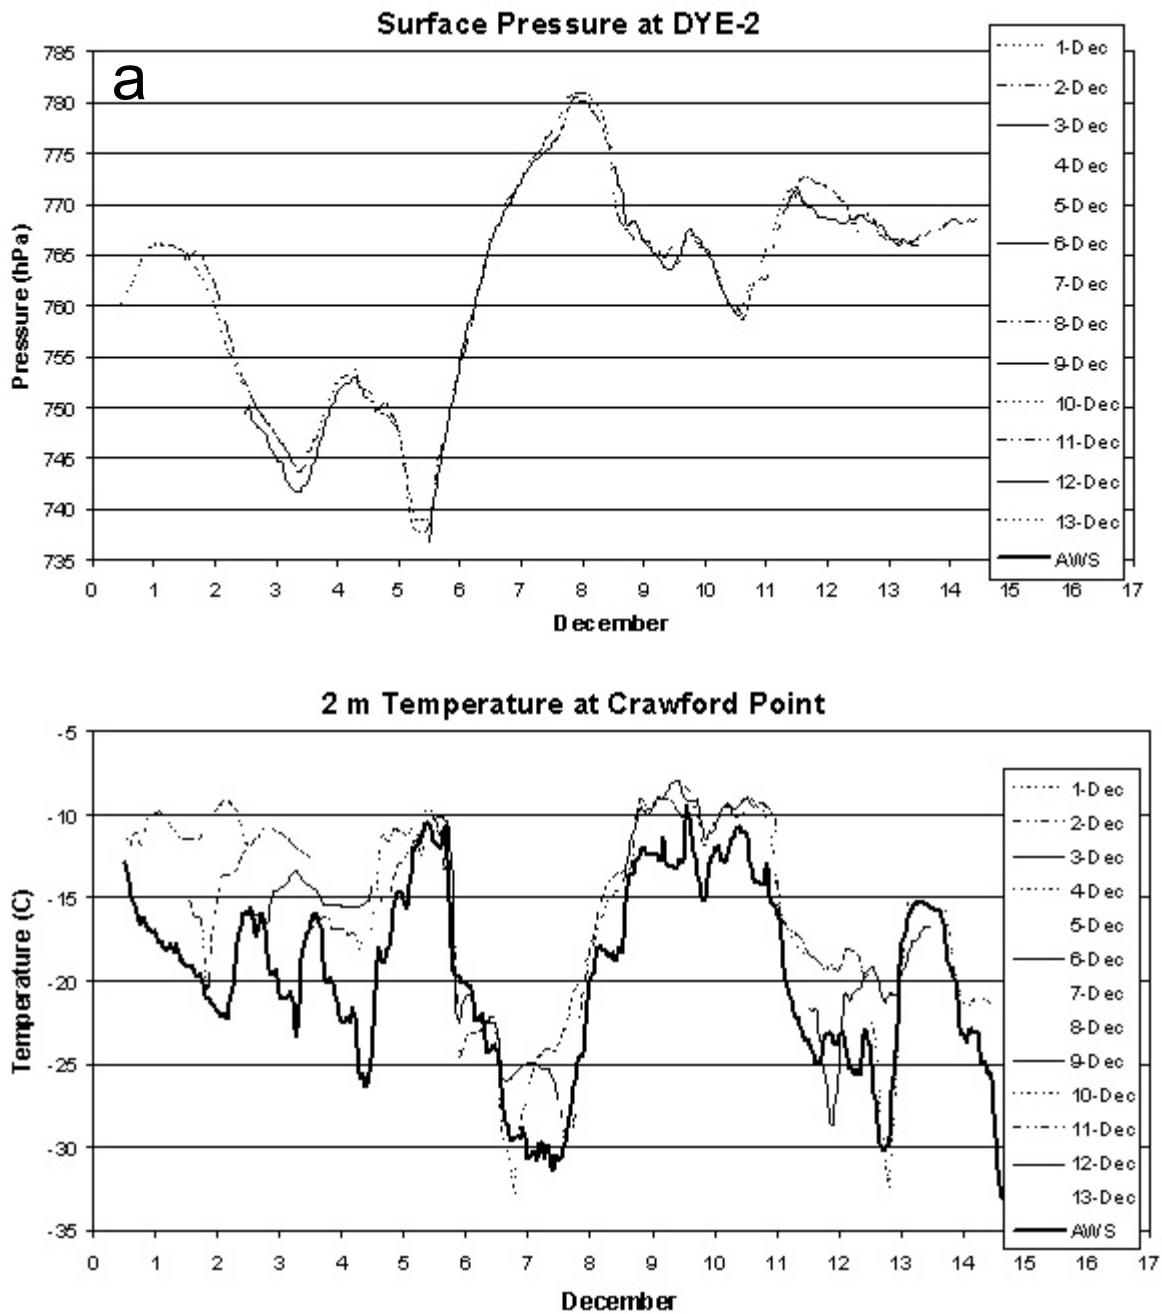 Surface Pressure at DYE-2
a
785
780
775
770
765
760
755
750
745
740
735
Pressure (hPa)
0 1 2 3 4 5 6 7 8 9 10 11 12 13 14 15 16 17
December
1-Dec
2-Dec
3-Dec
4-Dec
5-Dec
6-Dec
7-Dec
8-Dec
9-Dec
10-Dec
11-Dec
12-Dec
13-Dec
AWS
2 m Temperature at Crawford Point
-5
-10
-15
-20
-25
-30
-35
Temperature (C)
0 1 2 3 4 5 6 7 8 9 10 11 12 13 14 15 16 17
December
1-Dec
2-Dec
3-Dec
4-Dec
5-Dec
6-Dec
7-Dec
8-Dec
9-Dec
10-Dec
11-Dec
12-Dec
13-Dec
AWS